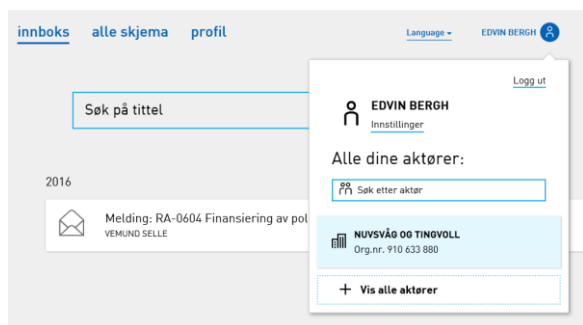 innboks alle skjema profil Language EDVIN BERGH
Logg ut
EDVIN BERGH
Innstillinger
Alle dine aktører:
Søk etter aktør
NUVSVÅG OG TINGVOLL
Org.nr. 910 633 880
+ Vis alle aktører
Søk på tittel
2016
Melding: RA-0604 Finansiering av pol
VEMUND SELLE